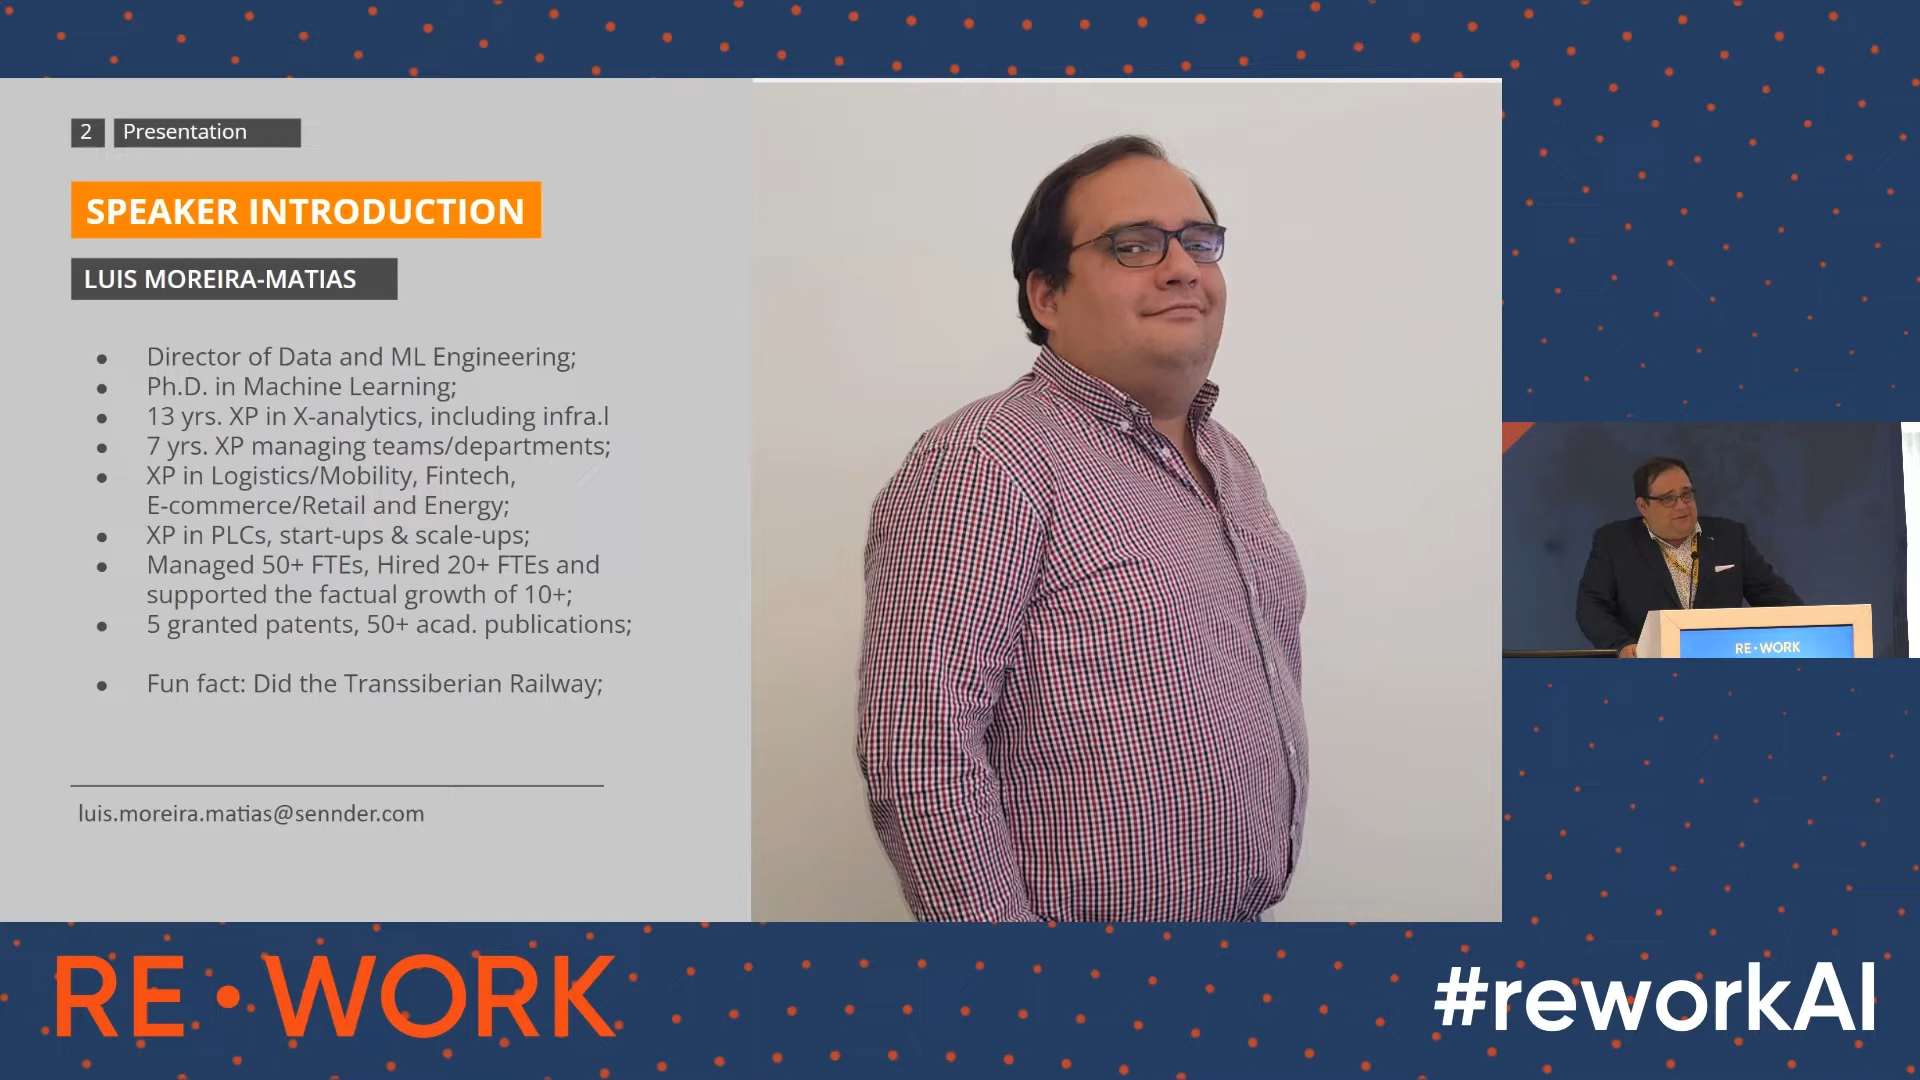 2 Presentation
SPEAKER INTRODUCTION
LUIS MOREIRA-MATIAS
● Director of Data and ML Engineering;
● Ph.D. in Machine Learning;
● 13 yrs. XP in X-analytics, including infra.l
● 7 yrs. XP managing teams/departments;
● XP in Logistics/Mobility, Fintech,
E-commerce/Retail and Energy;
● XP in PLCs, start-ups & scale-ups;
● Managed 50+ FTEs, Hired 20+ FTEs and
supported the factual growth of 10+;
● 5 granted patents, 50+ acad. publications;
● Fun fact: Did the Transsiberian Railway;
luis.moreira.matias@sennder.com
RE•WORK
RE•WORK
#reworkAI